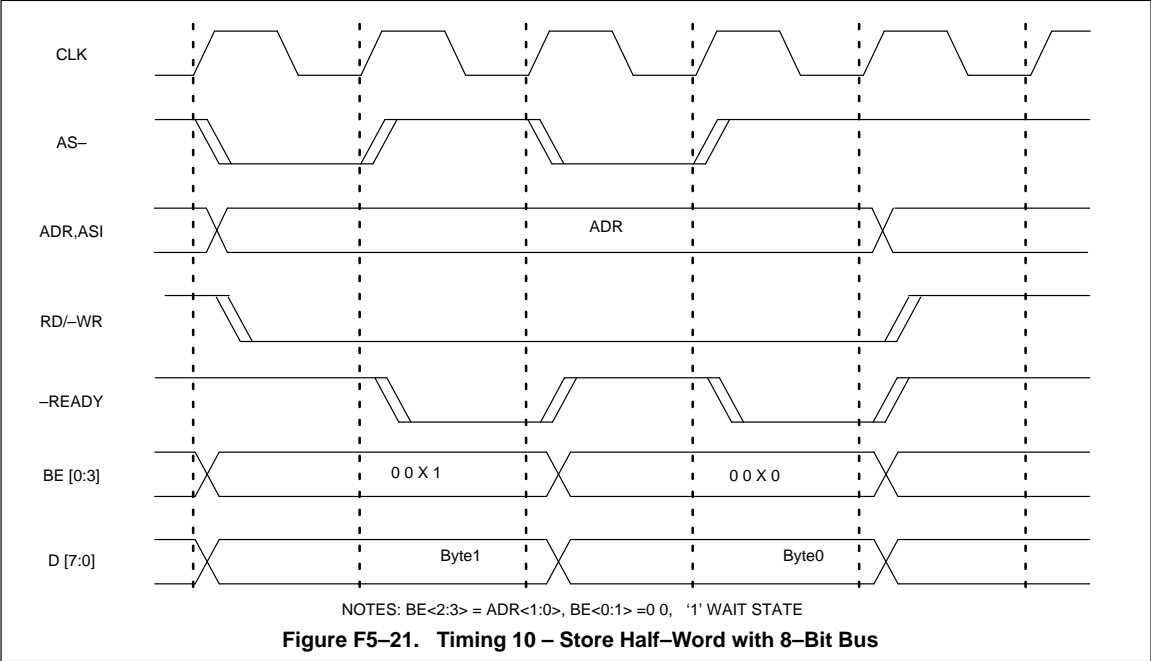 CLK
AS–
ADR,ASI
ADR
RD/–WR
–READY
BE [0:3]
0 0 X 1
0 0 X 0
D [7:0]
Byte1
Byte0
NOTES: BE<2:3> = ADR<1:0>, BE<0:1> =0 0, ‘1’ WAIT STATE
Figure F5–21. Timing 10 – Store Half–Word with 8–Bit Bus